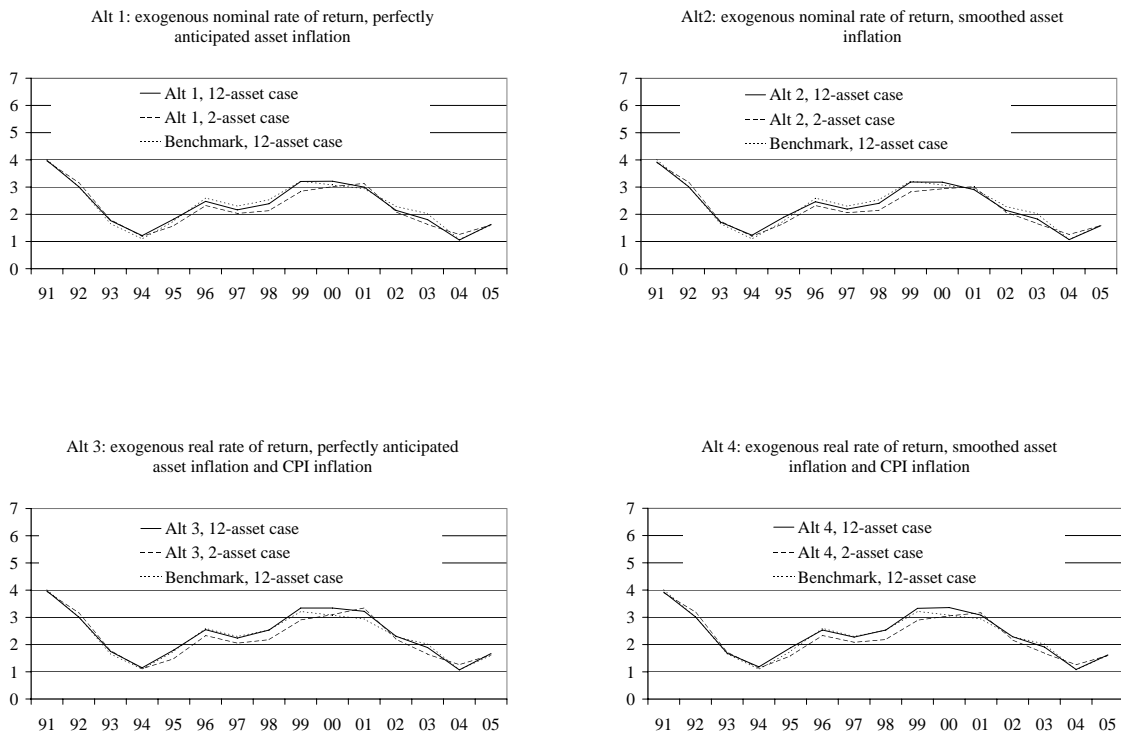 Alt 1: exogenous nominal rate of return, perfectly
anticipated asset inflation
7
6
5
4
3
2
1
0
Alt 1, 12-asset case
Alt 1, 2-asset case
Benchmark, 12-asset case
91 92 93 94 95 96 97 98 99 00 01 02 03 04 05
Alt2: exogenous nominal rate of return, smoothed asset
inflation
7
6
5
4
3
2
1
0
Alt 2, 12-asset case
Alt 2, 2-asset case
Benchmark, 12-asset case
91 92 93 94 95 96 97 98 99 00 01 02 03 04 05
Alt 3: exogenous real rate of return, perfectly anticipated
asset inflation and CPI inflation
7
6
5
4
3
2
1
0
Alt 3, 12-asset case
Alt 3, 2-asset case
Benchmark, 12-asset case
91 92 93 94 95 96 97 98 99 00 01 02 03 04 05
Alt 4: exogenous real rate of return, smoothed asset
inflation and CPI inflation
7
6
5
4
3
2
1
0
Alt 4, 12-asset case
Alt 4, 2-asset case
Benchmark, 12-asset case
91 92 93 94 95 96 97 98 99 00 01 02 03 04 05